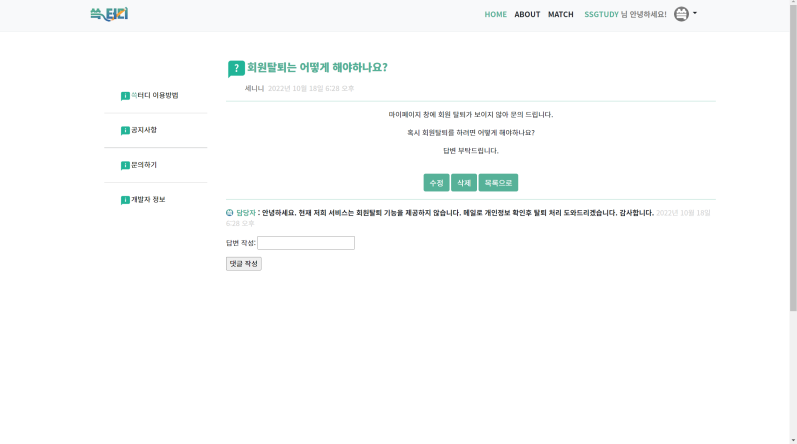 쓱터디
HOME ABOUT MATCH SSGTUDY 님 안녕하세요!
쓱터디 이용방법
공지사항
문의하기
개발자 정보
? 회원탈퇴는 어떻게 해야하나요?
세니니 2022년 10월 18일 6:28 오후
마이페이지 창에 회원 탈퇴가 보이지 않아 문의 드립니다.
혹시 회원탈퇴를 하려면 어떻게 해야하나요?
답변 부탁드립니다.
수정 삭제 목록으로
담당자 : 안녕하세요. 현재 저희 서비스는 회원탈퇴 기능을 제공하지 않습니다. 메일로 개인정보 확인후 탈퇴 처리 도와드리겠습니다. 감사합니다. 2022년 10월 18일
6:28 오후
답변 작성:
댓글 작성